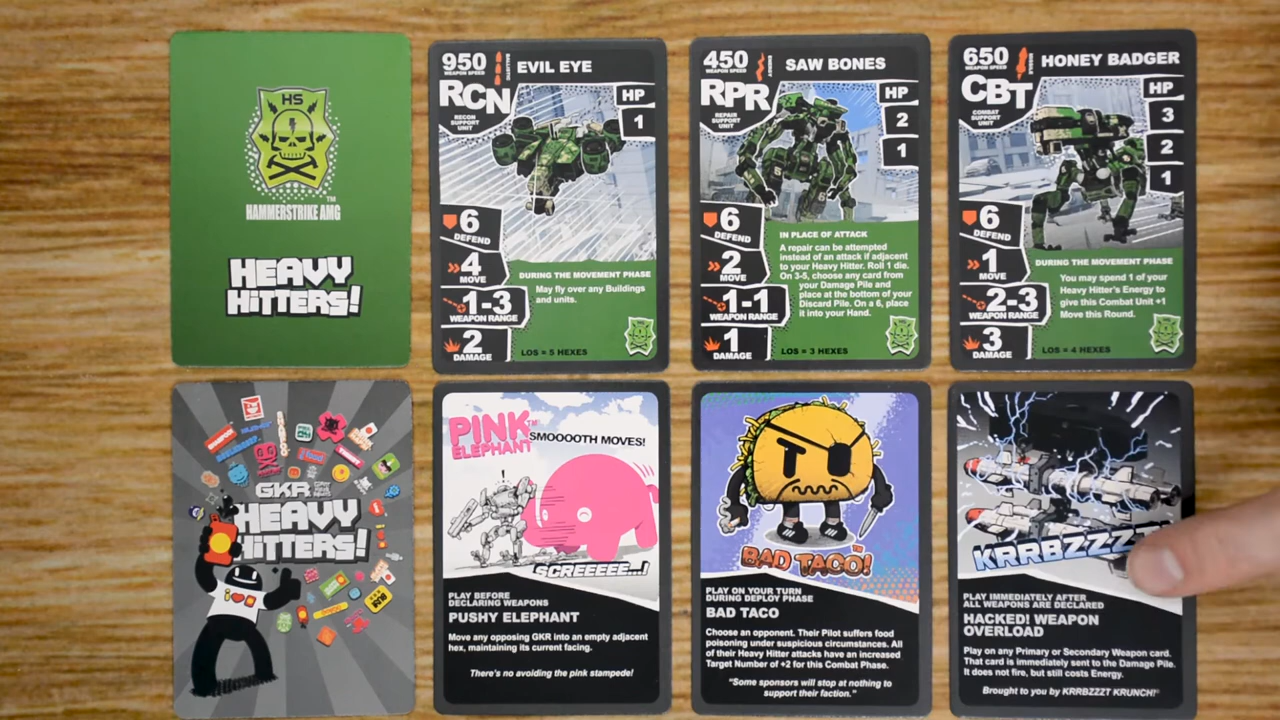 HS
HAMMERSTRIKE AMG
TM
HEAVY
HITTERS!
950
WEAPON SPEED
BALLISTIC
EVIL EYE
RCN
RECON
SUPPORT
UNIT
HP
1
6
DEFEND
4
MOVE
1-3
WEAPON RANGE
2
DAMAGE
DURING THE MOVEMENT PHASE
May fly over any Buildings
and units.
LOS = 5 HEXES
450
WEAPON SPEED
ENERGY
SAW BONES
RPR
REPAIR
SUPPORT
UNIT
HP
2
1
6
DEFEND
2
MOVE
1-1
WEAPON RANGE
1
DAMAGE
IN PLACE OF ATTACK
A repair can be attempted
instead of an attack if adjacent
to your Heavy Hitter. Roll 1 die.
On 3-5, choose any card from
your Damage Pile and
place at the bottom of your
Discard Pile. On a 6, place
it into your Hand.
LOS = 3 HEXES
650
WEAPON SPEED
MISSILE
HONEY BADGER
CBT
COMBAT
SUPPORT
UNIT
HP
3
2
1
6
DEFEND
1
MOVE
2-3
WEAPON RANGE
3
DAMAGE
DURING THE MOVEMENT PHASE
You may spend 1 of your
Heavy Hitter's Energy to
give this Combat Unit +1
Move this Round.
LOS = 4 HEXES
GKR
HEAVY
HITTERS!
PINK
ELEPHANT
TM
SMOOOTH MOVES!
SCREEEEE...!
PLAY BEFORE
DECLARING WEAPONS
PUSHY ELEPHANT
Move any opposing GKR into an empty adjacent
hex, maintaining its current facing.
There's no avoiding the pink stampede!
BAD TACO!
TM
PLAY ON YOUR TURN
DURING DEPLOY PHASE
BAD TACO
Choose an opponent. Their Pilot suffers food
poisoning under suspicious circumstances. All
of their Heavy Hitter attacks have an increased
Target Number of +2 for this Combat Phase.
"Some sponsors will stop at nothing to
support their faction."
KRRBZZZT
PLAY IMMEDIATELY AFTER
ALL WEAPONS ARE DECLARED
HACKED! WEAPON
OVERLOAD
Play on any Primary or Secondary Weapon card.
That card is immediately sent to the Damage Pile.
It does not fire, but still costs Energy.
Brought to you by KRRBZZZT KRUNCH!